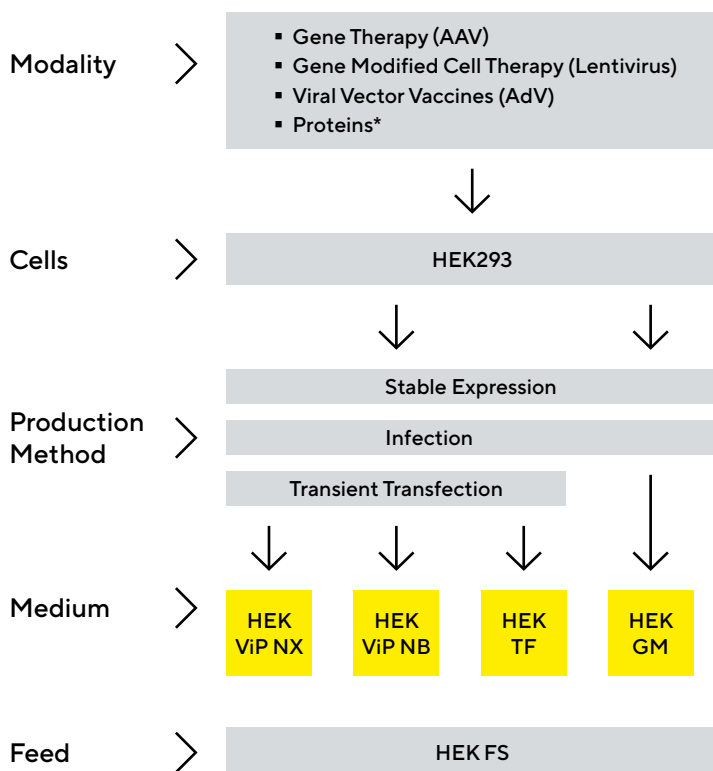 Modality
▪ Gene Therapy (AAV)
▪ Gene Modified Cell Therapy (Lentivirus)
▪ Viral Vector Vaccines (AdV)
▪ Proteins*
Cells
HEK293
Production
Method
Stable Expression
Infection
Transient Transfection
Medium
HEK
ViP NX
HEK
ViP NB
HEK
TF
HEK
GM
Feed
HEK FS